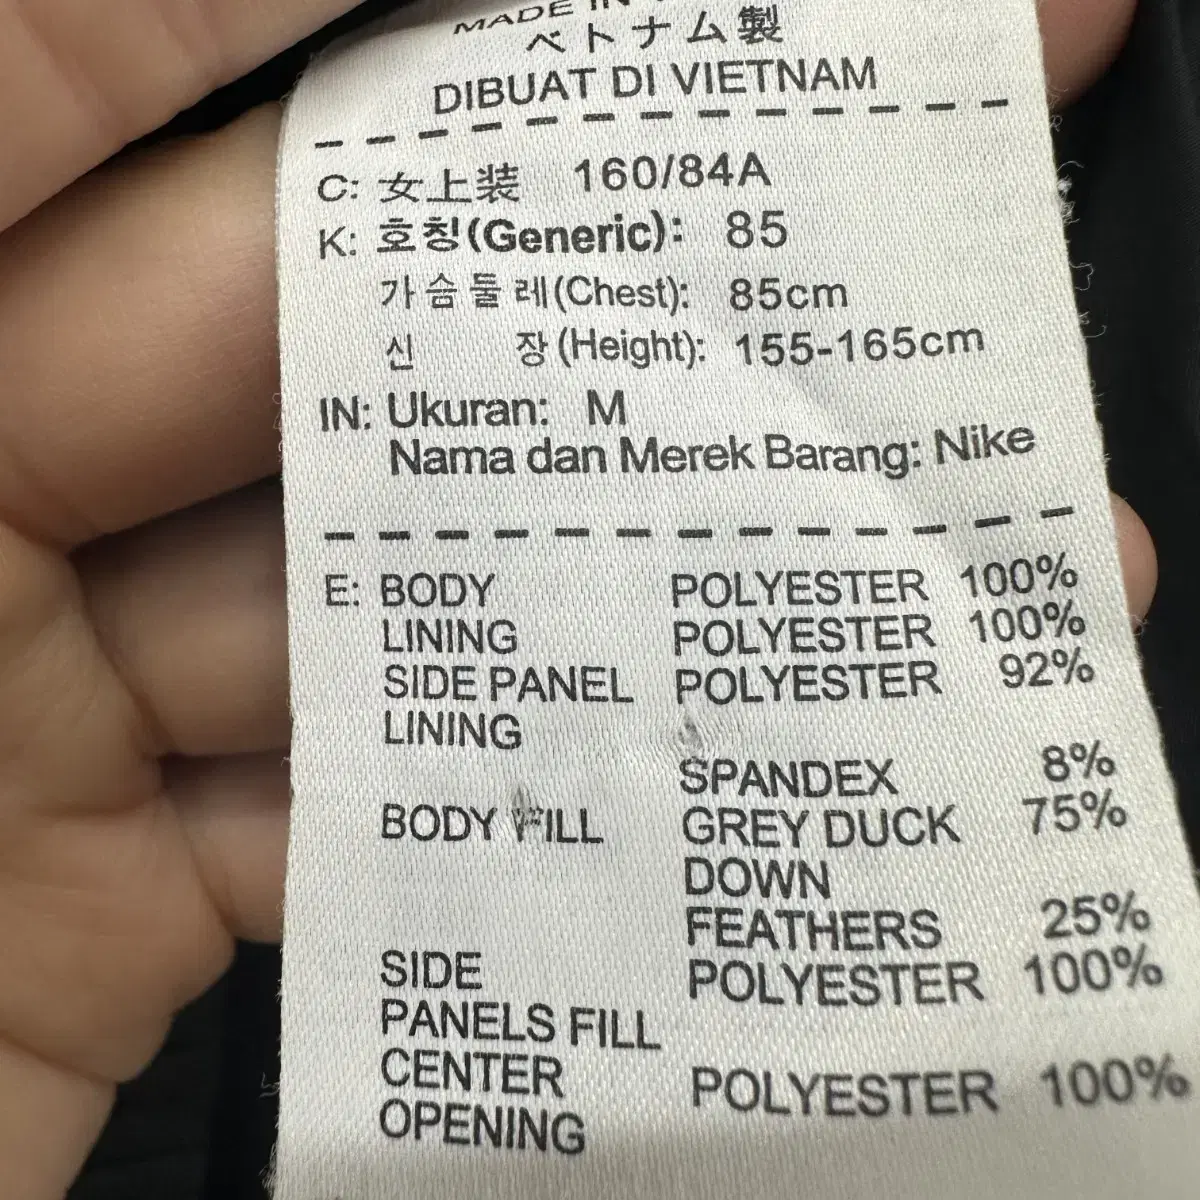 MADE IN
ベトナム製
DIBUAT DI VIETNAM
C: 女上装 160/84A
K: 호칭(Generic): 85
가슴둘레(Chest): 85cm
신 장(Height): 155-165cm
IN: Ukuran: M
Nama dan Merek Barang: Nike
E: BODY POLYESTER 100%
LINING POLYESTER 100%
SIDE PANEL POLYESTER 92%
LINING
SPANDEX 8%
BODY FILL GREY DUCK 75%
DOWN
FEATHERS 25%
SIDE POLYESTER 100%
PANELS FILL
CENTER POLYESTER 100%
OPENING